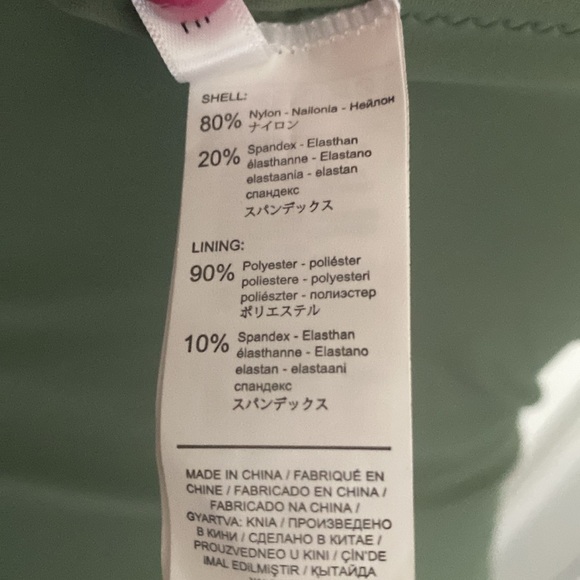 SHELL:
80% Nylon - Nailonia - Нейлон
ナイロン
20% Spandex - Elasthan
élasthanne - Elastano
elastaania - elastan
спандекс
スパンデックス
LINING:
90% Polyester - poliéster
poliestere - polyesteri
poliészter - полиэстер
ポリエステル
10% Spandex - Elasthan
élasthanne - Elastano
elastan - elastaani
спандекс
スパンデックス
MADE IN CHINA / FABRIQUÉ EN
CHINE / FABRICADO EN CHINA /
FABRICADO NA CHINA /
GYARTVA: KNIA / ПРОИЗВЕДЕНО
В КИНИ / СДЕЛАНО В КИТАЕ /
PROUZVEDNEO U KINI / ÇİN'DE
IMAL EDILMIŞTIR / ҚЫТАЙДА